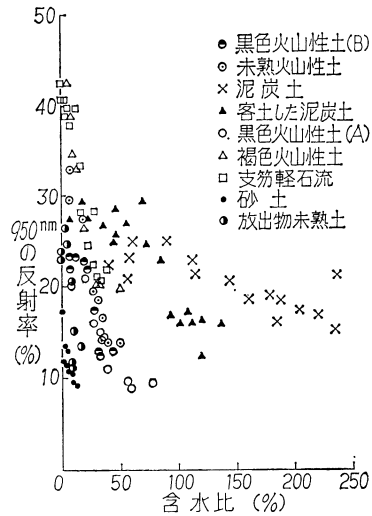 50
40
30
20
10
950nmの反射率(%)
黒色火山性土(B)
未熟火山性土
泥炭土
客土した泥炭土
黒色火山性土(A)
褐色火山性土
支笏軽石流
砂土
放出物未熟土
0 50 100 150 200 250
含水比(%)